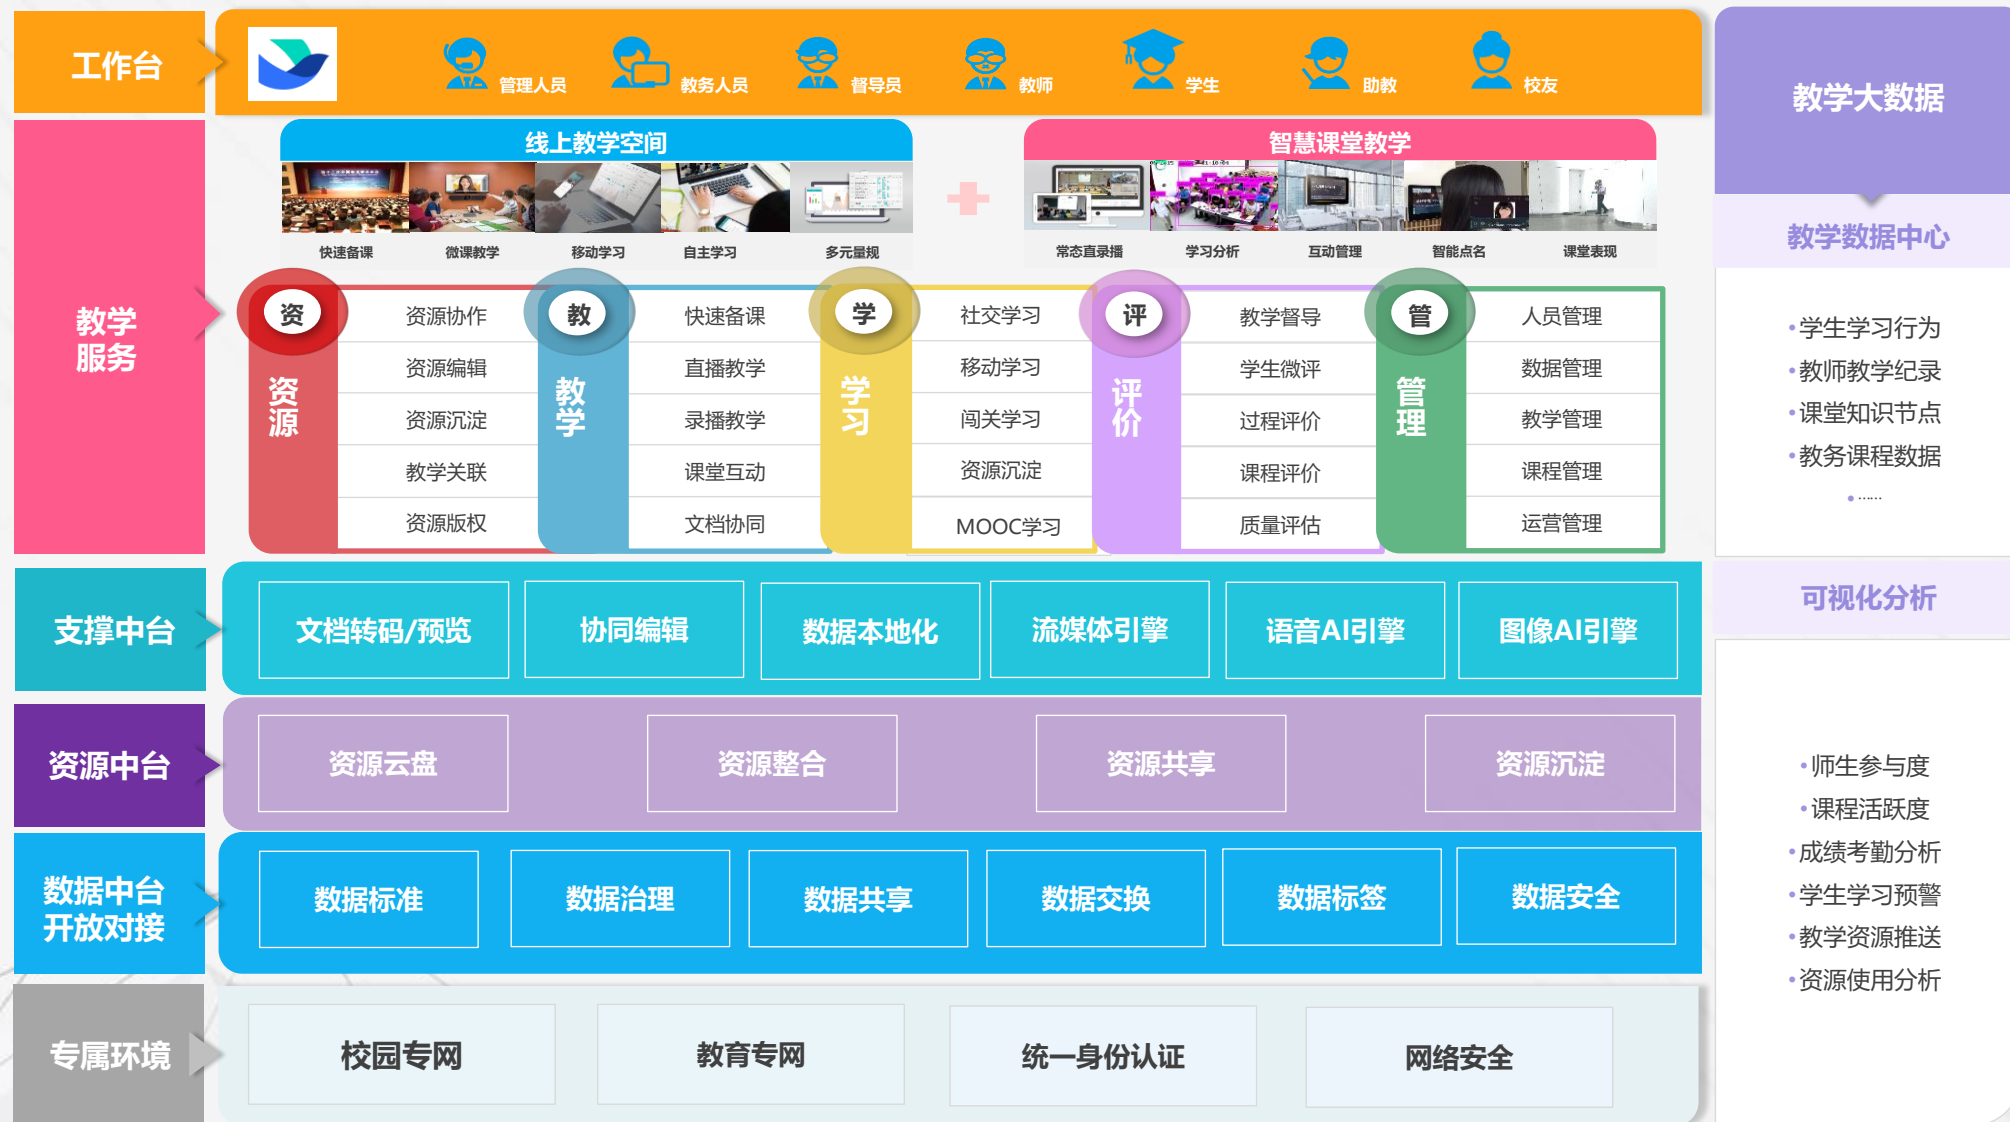 工作台
管理人员
教务人员
督导员
教师
学生
助教
校友
教学
服务
线上教学空间
快速备课
微课教学
移动学习
自主学习
多元量规
智慧课堂教学
常态直录播
学习分析
互动管理
智能点名
课堂表现
资
资源
资源协作
资源编辑
资源沉淀
教学关联
资源版权
教
教学
快速备课
直播教学
录播教学
课堂互动
文档协同
学
学习
社交学习
移动学习
闯关学习
资源沉淀
MOOC学习
评
评价
教学督导
学生微评
过程评价
课程评价
质量评估
管
管理
人员管理
数据管理
教学管理
课程管理
运营管理
支撑中台
文档转码/预览
协同编辑
数据本地化
流媒体引擎
语音AI引擎
图像AI引擎
资源中台
资源云盘
资源整合
资源共享
资源沉淀
数据中台
开放对接
数据标准
数据治理
数据共享
数据交换
数据标签
数据安全
专属环境
校园专网
教育专网
统一身份认证
网络安全
教学大数据
教学数据中心
•学生学习行为
•教师教学纪录
•课堂知识节点
•教务课程数据
•……
可视化分析
•师生参与度
•课程活跃度
•成绩考勤分析
•学生学习预警
•教学资源推送
•资源使用分析